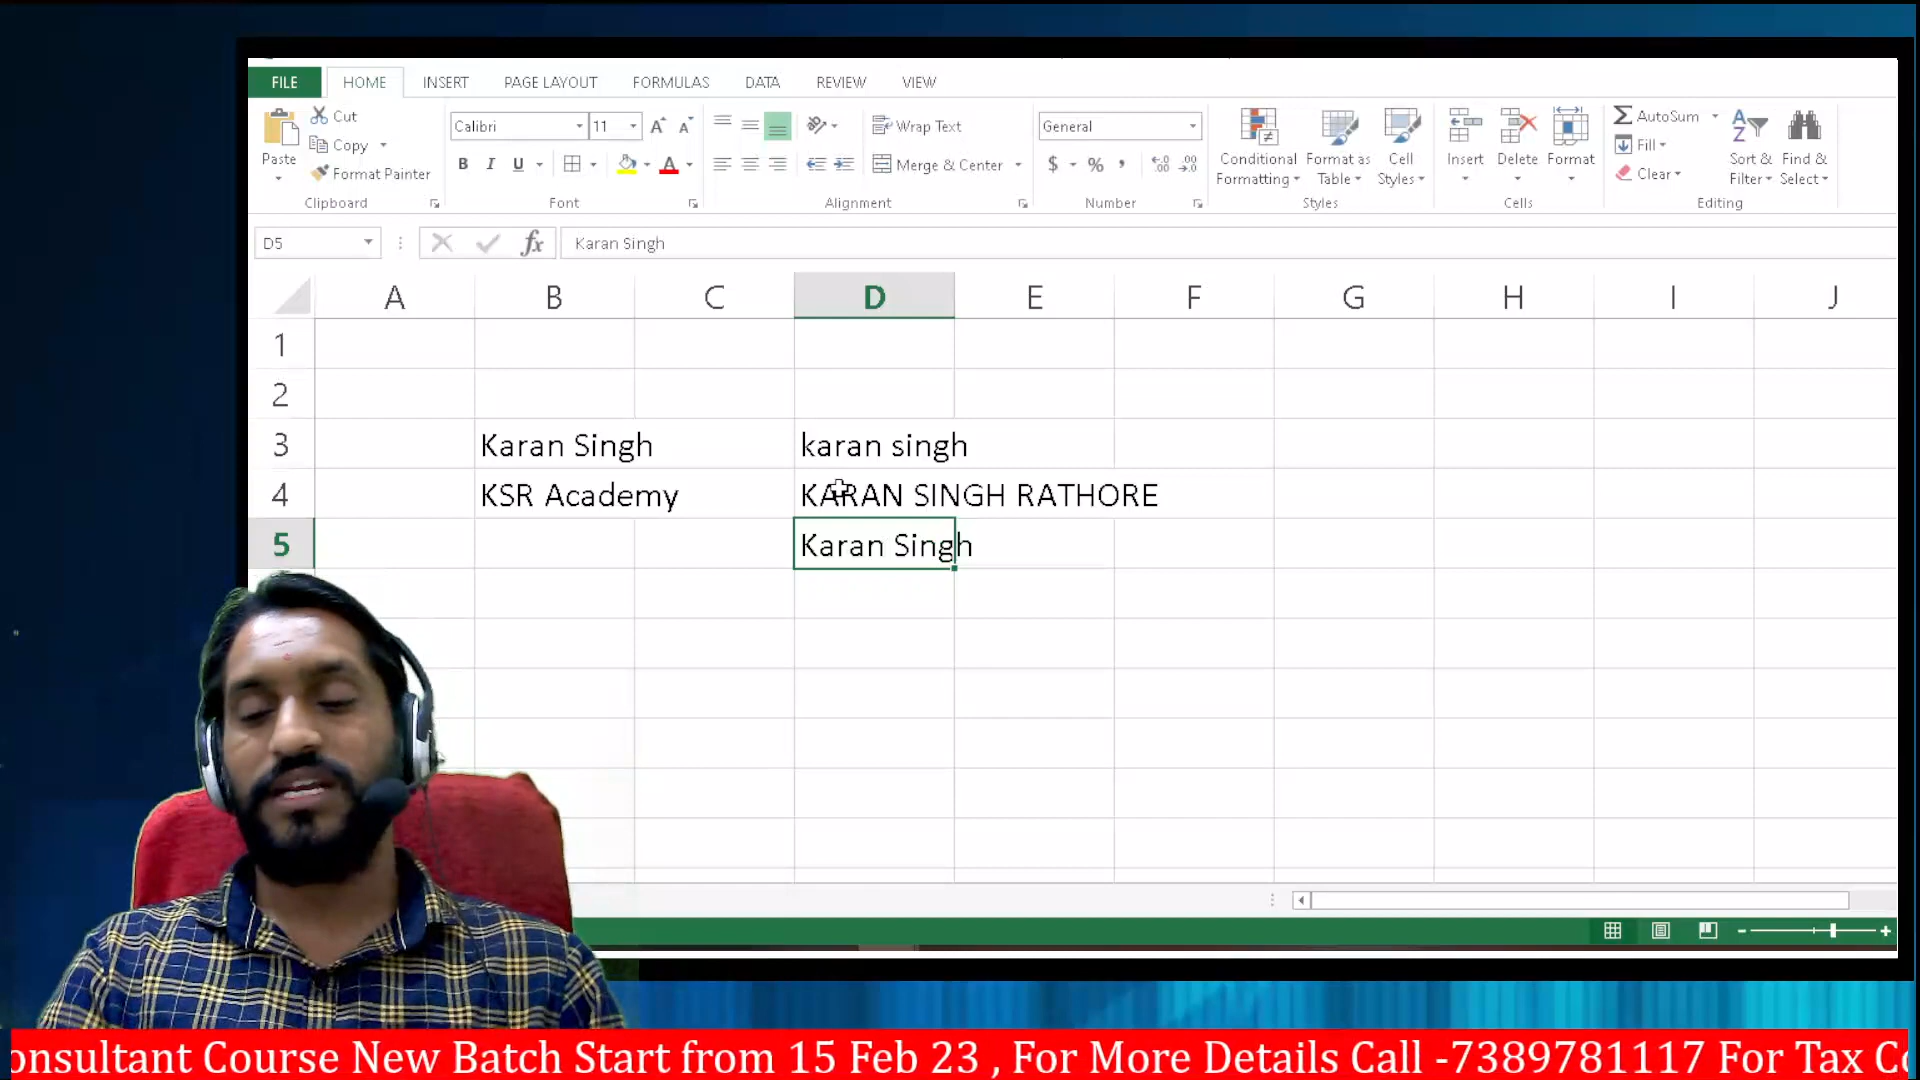 FILE HOME INSERT PAGE LAYOUT FORMULAS DATA REVIEW VIEW
Cut
Copy
Format Painter
Paste
Clipboard
Calibri 11
B I U A
Font
Wrap Text
Merge & Center
Alignment
General
$ % ,
Number
Conditional Formatting
Format as Table
Cell Styles
Styles
Insert
Delete
Format
Cells
AutoSum
Fill
Clear
Sort & Filter
Find & Select
Editing
D5 fx Karan Singh
A B C D E F G H I J
1
2
3 Karan Singh karan singh
4 KSR Academy KARAN SINGH RATHORE
5 Karan Singh
onsultant Course New Batch Start from 15 Feb 23 , For More Details Call -7389781117 For Tax Co